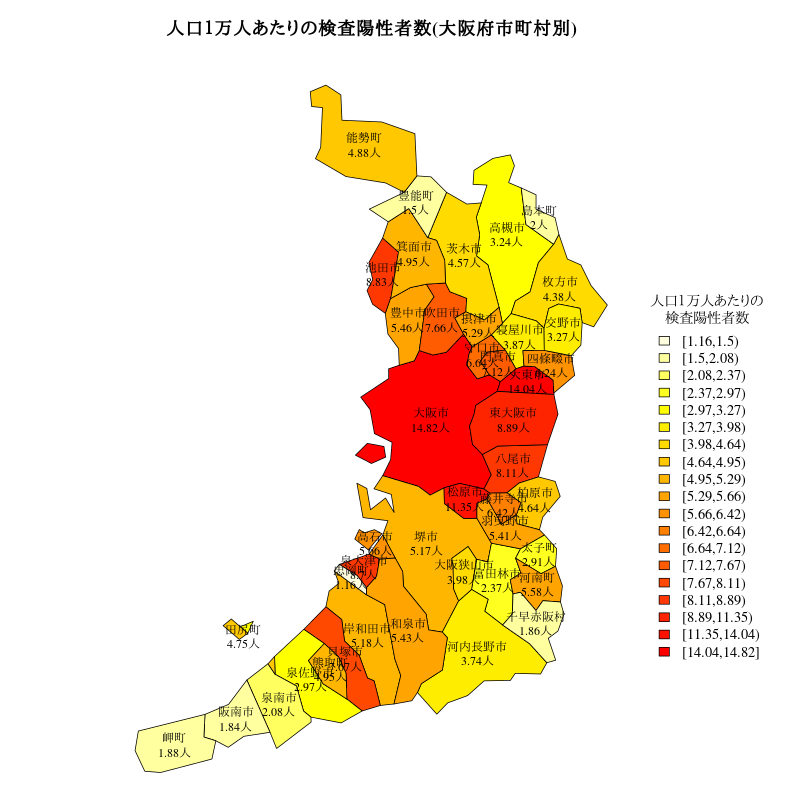 人口1万人あたりの検査陽性者数(大阪府市町村別)
能勢町
4.88人
豊能町
1.5人
島本町
2人
高槻市
3.24人
箕面市
4.95人
茨木市
4.57人
池田市
8.83人
枚方市
4.38人
豊中市
5.46人
吹田市
7.66人
摂津市
5.29人
寝屋川市
3.87人
交野市
3.27人
守口市
6.64人
門真市
7.12人
四條畷市
大東市
14.04人
大阪市
14.82人
東大阪市
8.89人
八尾市
8.11人
松原市
11.35人
藤井寺市
6.42人
柏原市
4.64人
羽曳野市
5.41人
高石市
堺市
5.17人
太子町
2.91人
泉大津市
忠岡町
1.16人
大阪狭山市
3.98
富田林市
2.37人
河南町
5.58人
千早赤阪村
1.86人
田尻町
4.75人
岸和田市
5.18人
和泉市
5.43人
河内長野市
3.74人
貝塚市
熊取町
4.95人
泉佐野市
2.97人
泉南市
2.08人
阪南市
1.84人
岬町
1.88人
人口1万人あたりの
検査陽性者数
[1.16,1.5)
[1.5,2.08)
[2.08,2.37)
[2.37,2.97)
[2.97,3.27)
[3.27,3.98)
[3.98,4.64)
[4.64,4.95)
[4.95,5.29)
[5.29,5.66)
[5.66,6.42)
[6.42,6.64)
[6.64,7.12)
[7.12,7.67)
[7.67,8.11)
[8.11,8.89)
[8.89,11.35)
[11.35,14.04)
[14.04,14.82]